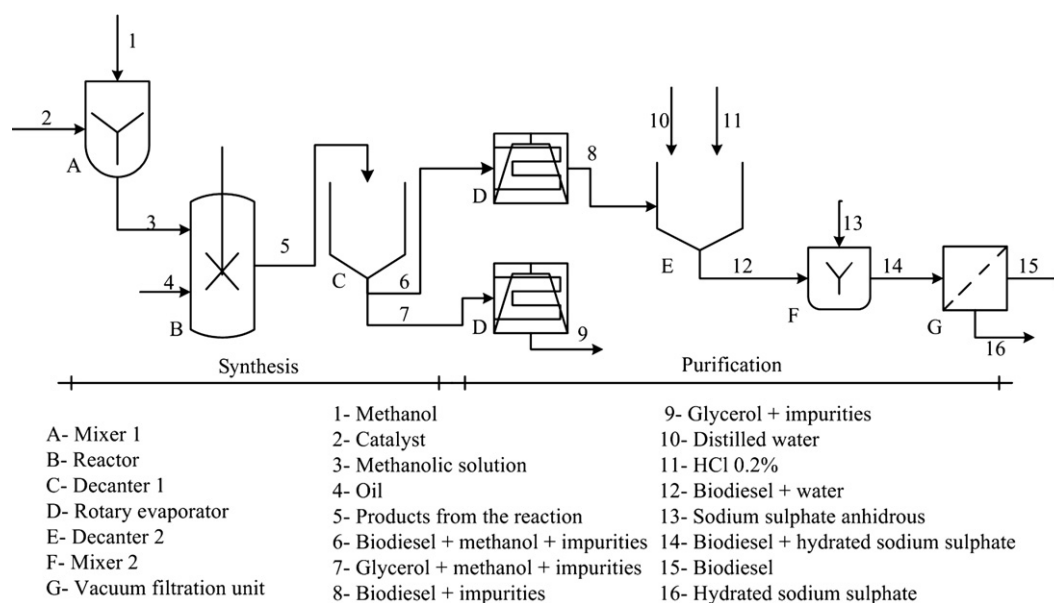 1
2
A
3
4
B
5
C
6
7
D
D
8
9
10
11
E
12
13
F
14
G
15
16
Synthesis
Purification
A- Mixer 1
B- Reactor
C- Decanter 1
D- Rotary evaporator
E- Decanter 2
F- Mixer 2
G- Vacuum filtration unit
1- Methanol
2- Catalyst
3- Methanolic solution
4- Oil
5- Products from the reaction
6- Biodiesel + methanol + impurities
7- Glycerol + methanol + impurities
8- Biodiesel + impurities
9- Glycerol + impurities
10- Distilled water
11- HCl 0.2%
12- Biodiesel + water
13- Sodium sulphate anhidrous
14- Biodiesel + hydrated sodium sulphate
15- Biodiesel
16- Hydrated sodium sulphate